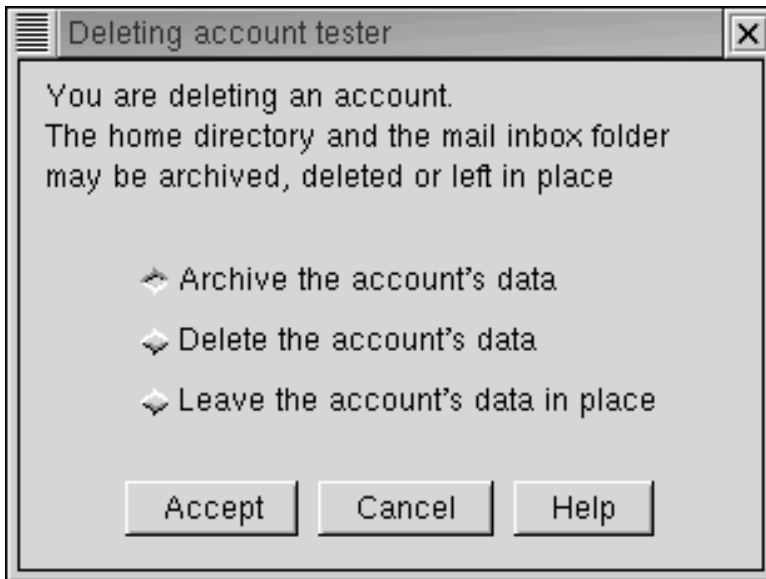 Deleting account tester
You are deleting an account.
The home directory and the mail inbox folder
may be archived, deleted or left in place
Archive the account's data
Delete the account's data
Leave the account's data in place
Accept Cancel Help